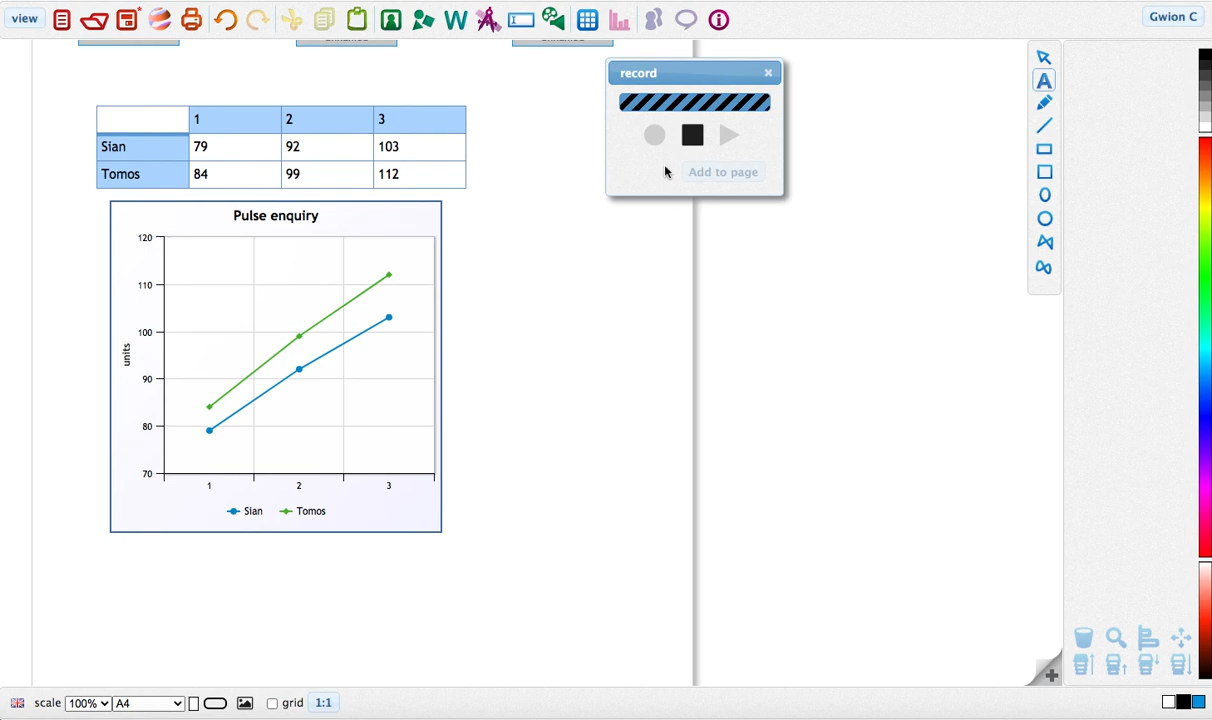 view
W
A
Gwion C
record
Add to page
1 2 3
Sian 79 92 103
Tomos 84 99 112
Pulse enquiry
120
110
100
90
80
70
units
1 2 3
Sian Tomos
A
scale 100% A4 grid 1:1